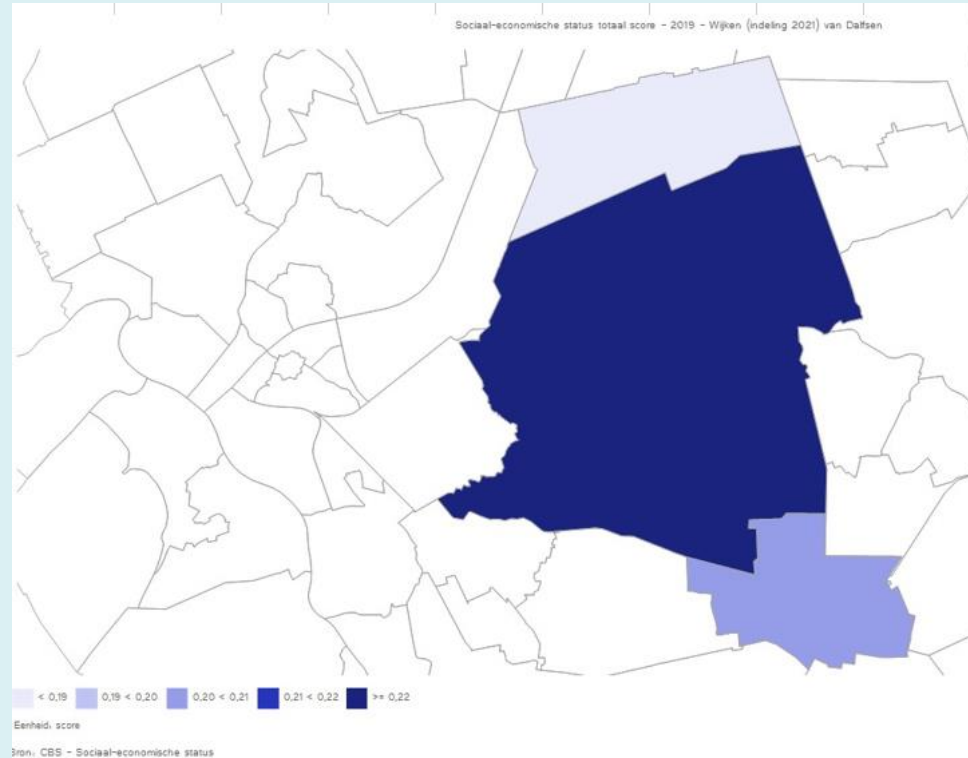 Sociaal-economische status totaal score - 2019 - Wijken (indeling 2021) van Dalfsen
< 0,19 0,19 < 0,20 0,20 < 0,21 0,21 < 0,22 >= 0,22
Eenheid: score
Bron: CBS - Sociaal-economische status